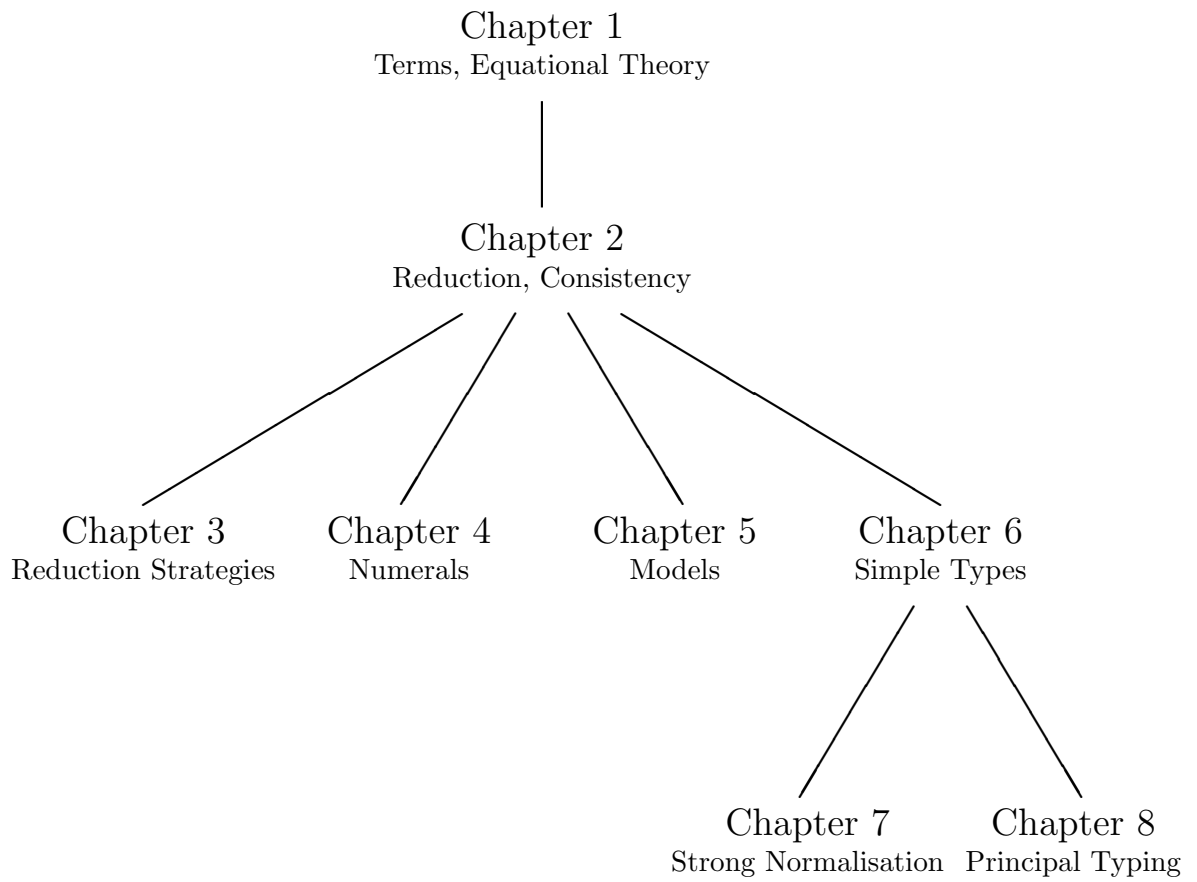 Chapter 1
Terms, Equational Theory
Chapter 2
Reduction, Consistency
Chapter 3
Reduction Strategies
Chapter 4
Numerals
Chapter 5
Models
Chapter 6
Simple Types
Chapter 7
Strong Normalisation
Chapter 8
Principal Typing